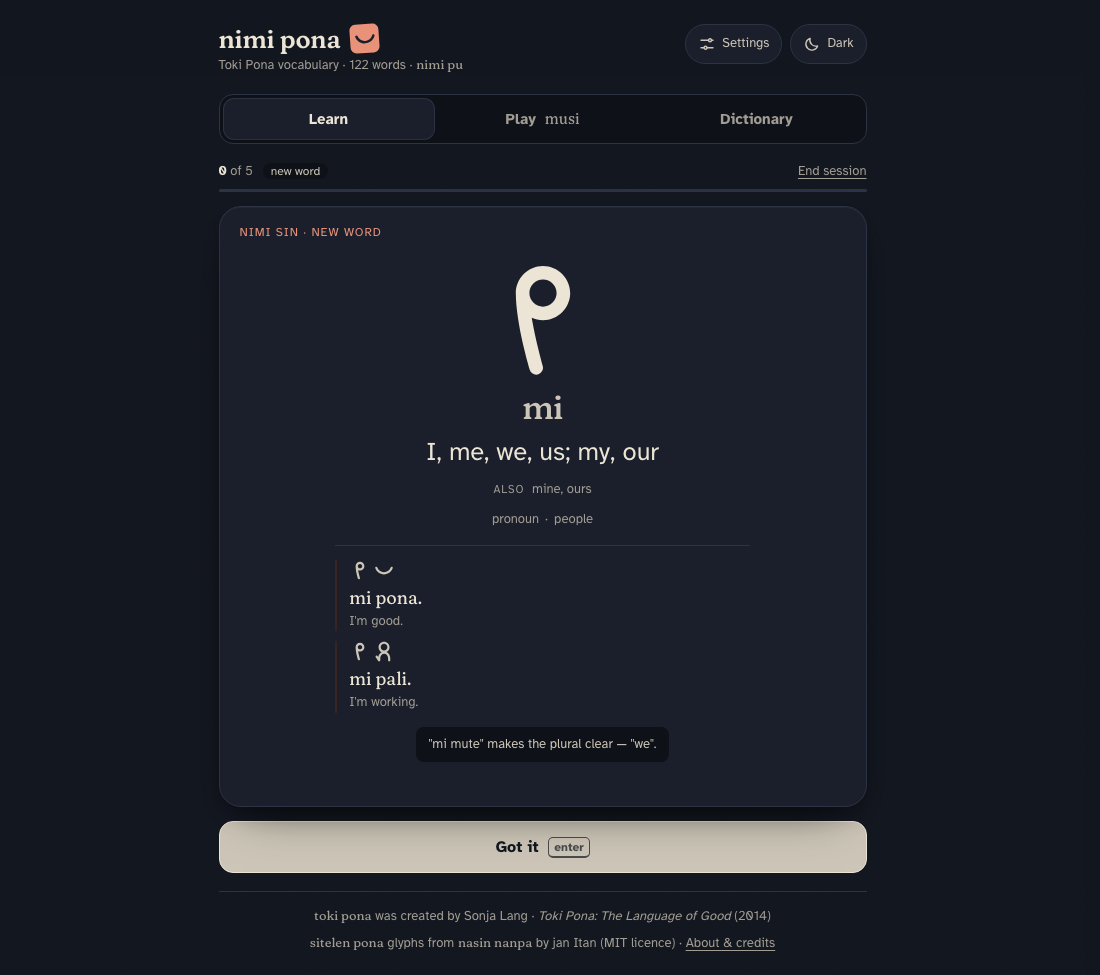 nimi pona
Toki Pona vocabulary · 122 words · nimi pu
Settings
Dark
Learn
Play musi
Dictionary
0 of 5 new word
End session
NIMI SIN · NEW WORD
mi
I, me, we, us; my, our
ALSO mine, ours
pronoun · people
mi pona.
I'm good.
mi pali.
I'm working.
"mi mute" makes the plural clear — "we".
Got it enter
toki pona was created by Sonja Lang · Toki Pona: The Language of Good (2014)
sitelen pona glyphs from nasin nanpa by jan Itan (MIT licence) · About & credits